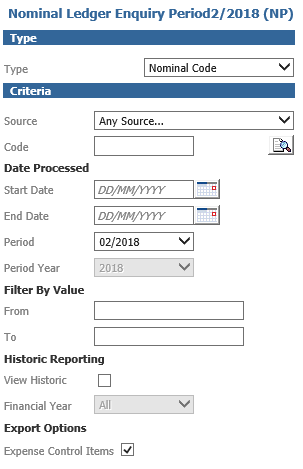 Nominal Ledger Enquiry Period2/2018 (NP)
Type
Type Nominal Code
Criteria
Source Any Source...
Code
Date Processed
Start Date DD/MM/YYYY
End Date DD/MM/YYYY
Period 02/2018
Period Year 2018
Filter By Value
From
To
Historic Reporting
View Historic
Financial Year All
Export Options
Expense Control Items